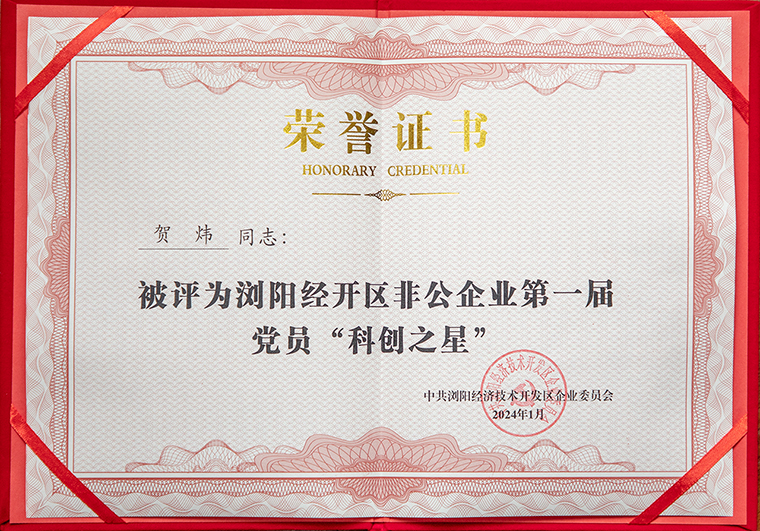 荣誉证书
HONORARY CREDENTIAL
贺 炜 同志：
被评为浏阳经开区非公企业第一届
党员“科创之星”
中共浏阳经济技术开发区企业委员会
2024年1月